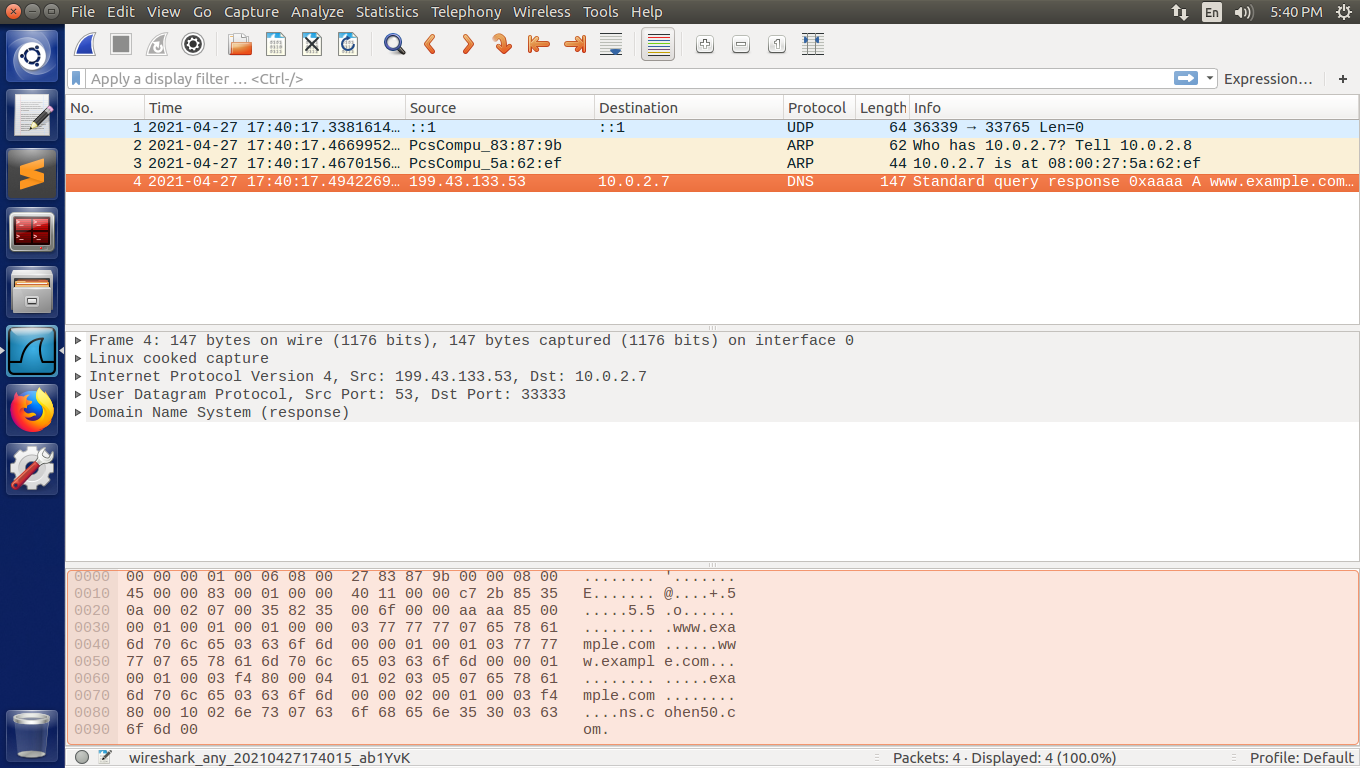 File Edit View Go Capture Analyze Statistics Telephony Wireless Tools Help En 5:40 PM
Apply a display filter … <Ctrl-/> Expression… +
No. Time Source Destination Protocol Length Info
1 2021-04-27 17:40:17.3381614… ::1 ::1 UDP 64 36339 → 33765 Len=0
2 2021-04-27 17:40:17.4669952… PcsCompu_83:87:9b ARP 62 Who has 10.0.2.7? Tell 10.0.2.8
3 2021-04-27 17:40:17.4670156… PcsCompu_5a:62:ef ARP 44 10.0.2.7 is at 08:00:27:5a:62:ef
4 2021-04-27 17:40:17.4942269… 199.43.133.53 10.0.2.7 DNS 147 Standard query response 0xaaaa A www.example.com…
Frame 4: 147 bytes on wire (1176 bits), 147 bytes captured (1176 bits) on interface 0
Linux cooked capture
Internet Protocol Version 4, Src: 199.43.133.53, Dst: 10.0.2.7
User Datagram Protocol, Src Port: 53, Dst Port: 33333
Domain Name System (response)
0000 00 00 00 01 00 06 08 00 27 83 87 9b 00 00 08 00 ........ '.......
0010 45 00 00 83 00 01 00 00 40 11 00 00 c7 2b 85 35 E....... @....+.5
0020 0a 00 02 07 00 35 82 35 00 6f 00 00 aa aa 85 00 .....5.5 .o......
0030 00 01 00 01 00 01 00 00 03 77 77 77 07 65 78 61 ........ .www.exa
0040 6d 70 6c 65 03 63 6f 6d 00 00 01 00 01 03 77 77 mple.com ......ww
0050 77 07 65 78 61 6d 70 6c 65 03 63 6f 6d 00 00 01 w.exampl e.com...
0060 00 01 00 03 f4 80 00 04 01 02 03 05 07 65 78 61 ........ .....exa
0070 6d 70 6c 65 03 63 6f 6d 00 00 02 00 01 00 03 f4 mple.com ........
0080 80 00 10 02 6e 73 07 63 6f 68 65 6e 35 30 03 63 ....ns.c ohen50.c
0090 6f 6d 00 om.
wireshark_any_20210427174015_ab1YvK Packets: 4 · Displayed: 4 (100.0%) Profile: Default